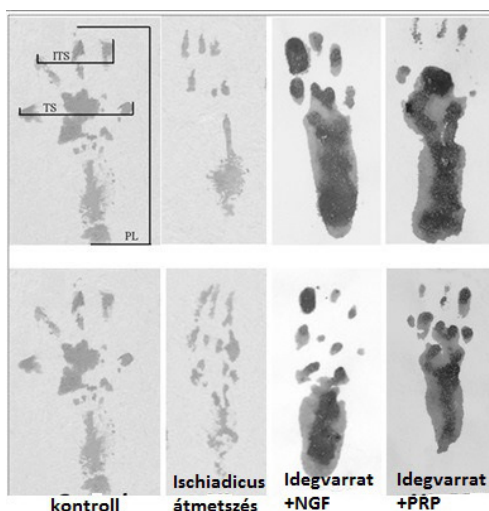 ITS
TS
PL
kontroll
Ischiadicus
átmetszés
Idegvarrat
+NGF
Idegvarrat
+PRP